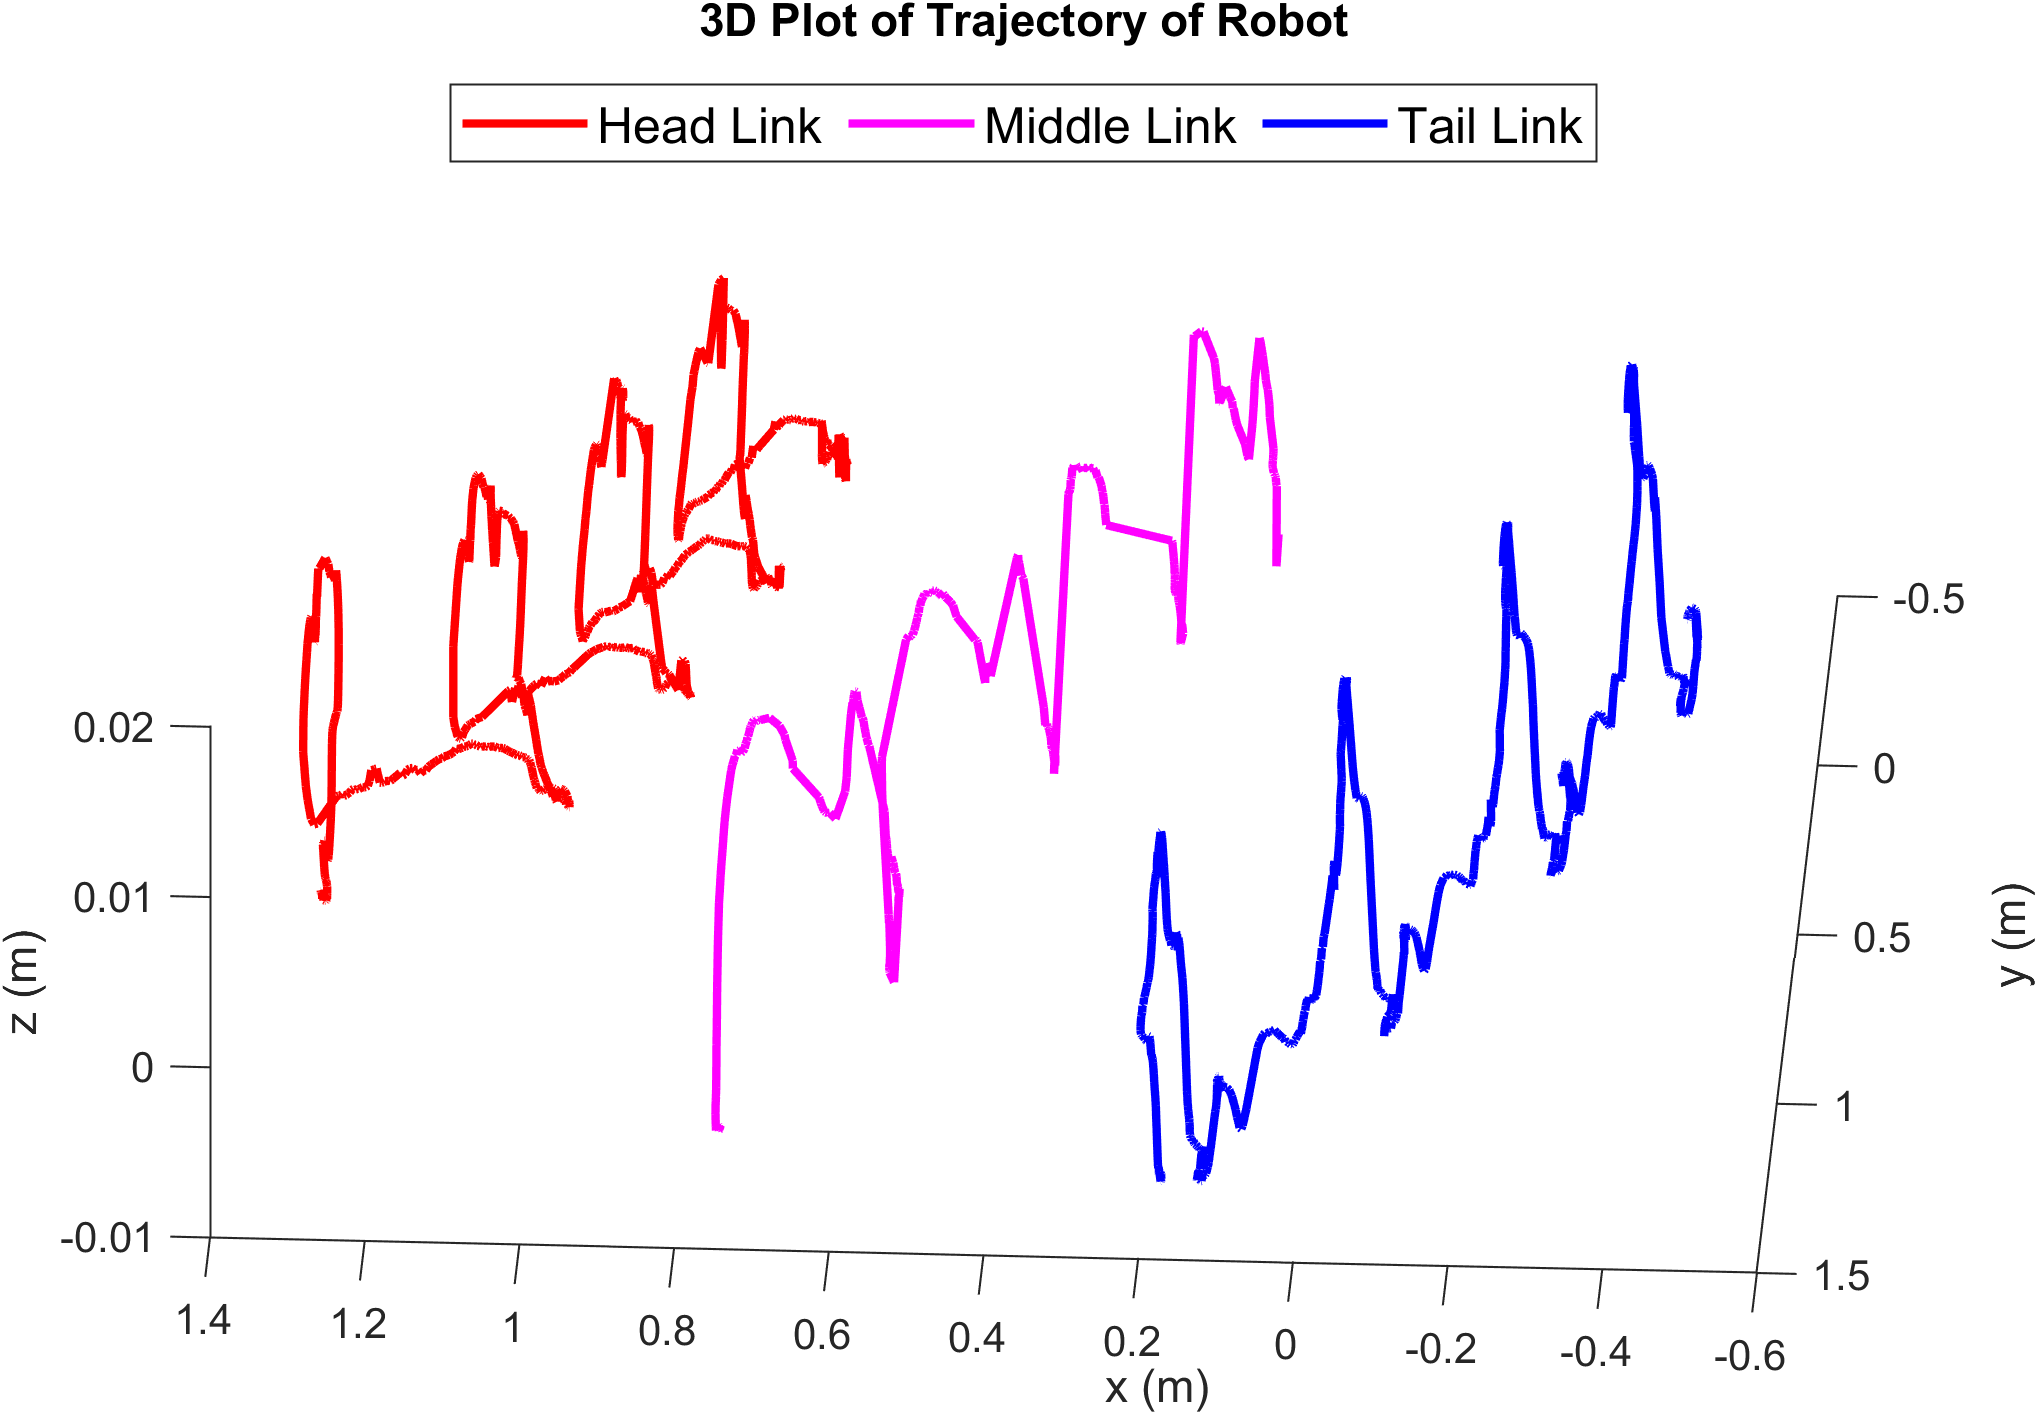 3D Plot of Trajectory of Robot
Head Link Middle Link Tail Link
z (m)
0.02
0.01
0
-0.01
-0.5
0
0.5
1
1.5
y (m)
1.4 1.2 1 0.8 0.6 0.4 0.2 0 -0.2 -0.4 -0.6
x (m)